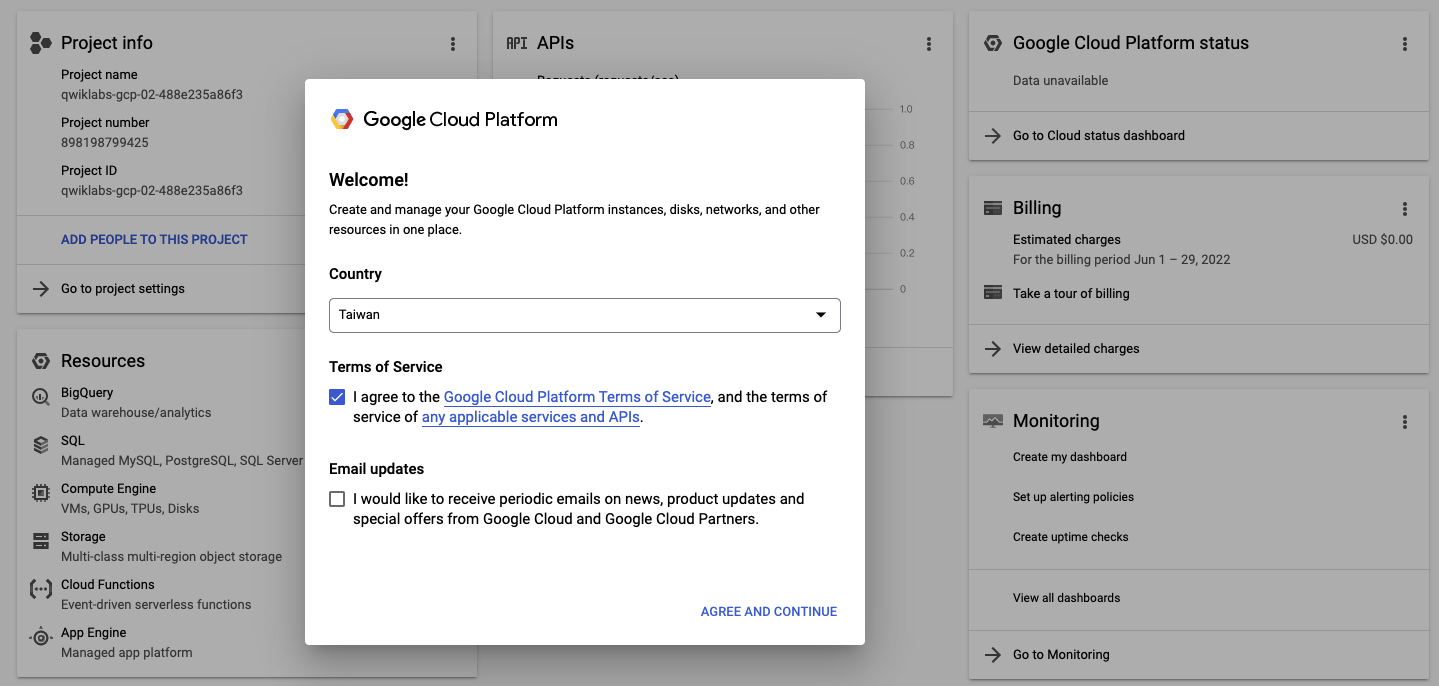 Project info
Project name
qwiklabs-gcp-02-488e235a86f3
Project number
898198799425
Project ID
qwiklabs-gcp-02-488e235a86f3
ADD PEOPLE TO THIS PROJECT
Go to project settings
Resources
BigQuery
Data warehouse/analytics
SQL
Managed MySQL, PostgreSQL, SQL Server
Compute Engine
VMs, GPUs, TPUs, Disks
Storage
Multi-class multi-region object storage
Cloud Functions
Event-driven serverless functions
App Engine
Managed app platform
API APIs
Requests (requests/sec)
1.0
0.8
0.6
0.4
0.2
0
Google Cloud Platform
Welcome!
Create and manage your Google Cloud Platform instances, disks, networks, and other
resources in one place.
Country
Taiwan
Terms of Service
I agree to the Google Cloud Platform Terms of Service, and the terms of
service of any applicable services and APIs.
Email updates
I would like to receive periodic emails on news, product updates and
special offers from Google Cloud and Google Cloud Partners.
AGREE AND CONTINUE
Google Cloud Platform status
Data unavailable
Go to Cloud status dashboard
Billing
Estimated charges USD $0.00
For the billing period Jun 1 – 29, 2022
Take a tour of billing
View detailed charges
Monitoring
Create my dashboard
Set up alerting policies
Create uptime checks
View all dashboards
Go to Monitoring